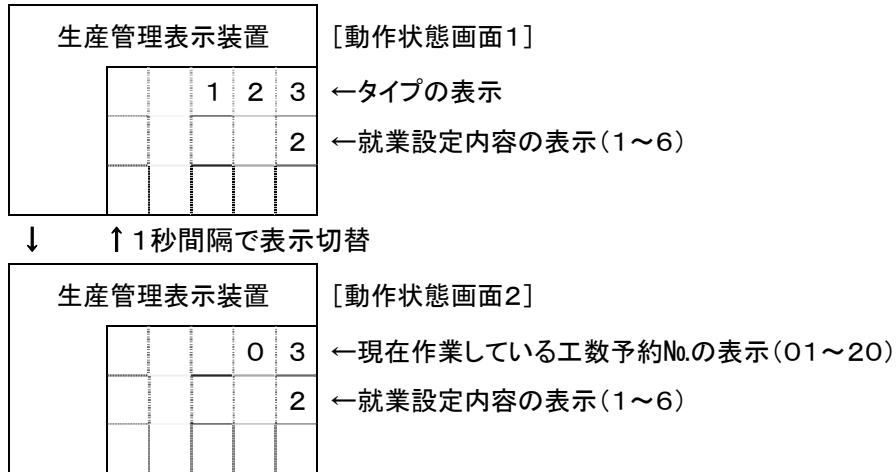 生産管理表示装置 [動作状態画面1]
1 2 3 ←タイプの表示
2 ←就業設定内容の表示(1~6)
↓ ↑1秒間隔で表示切替
生産管理表示装置 [動作状態画面2]
0 3 ←現在作業している工数予約№の表示(01~20)
2 ←就業設定内容の表示(1~6)